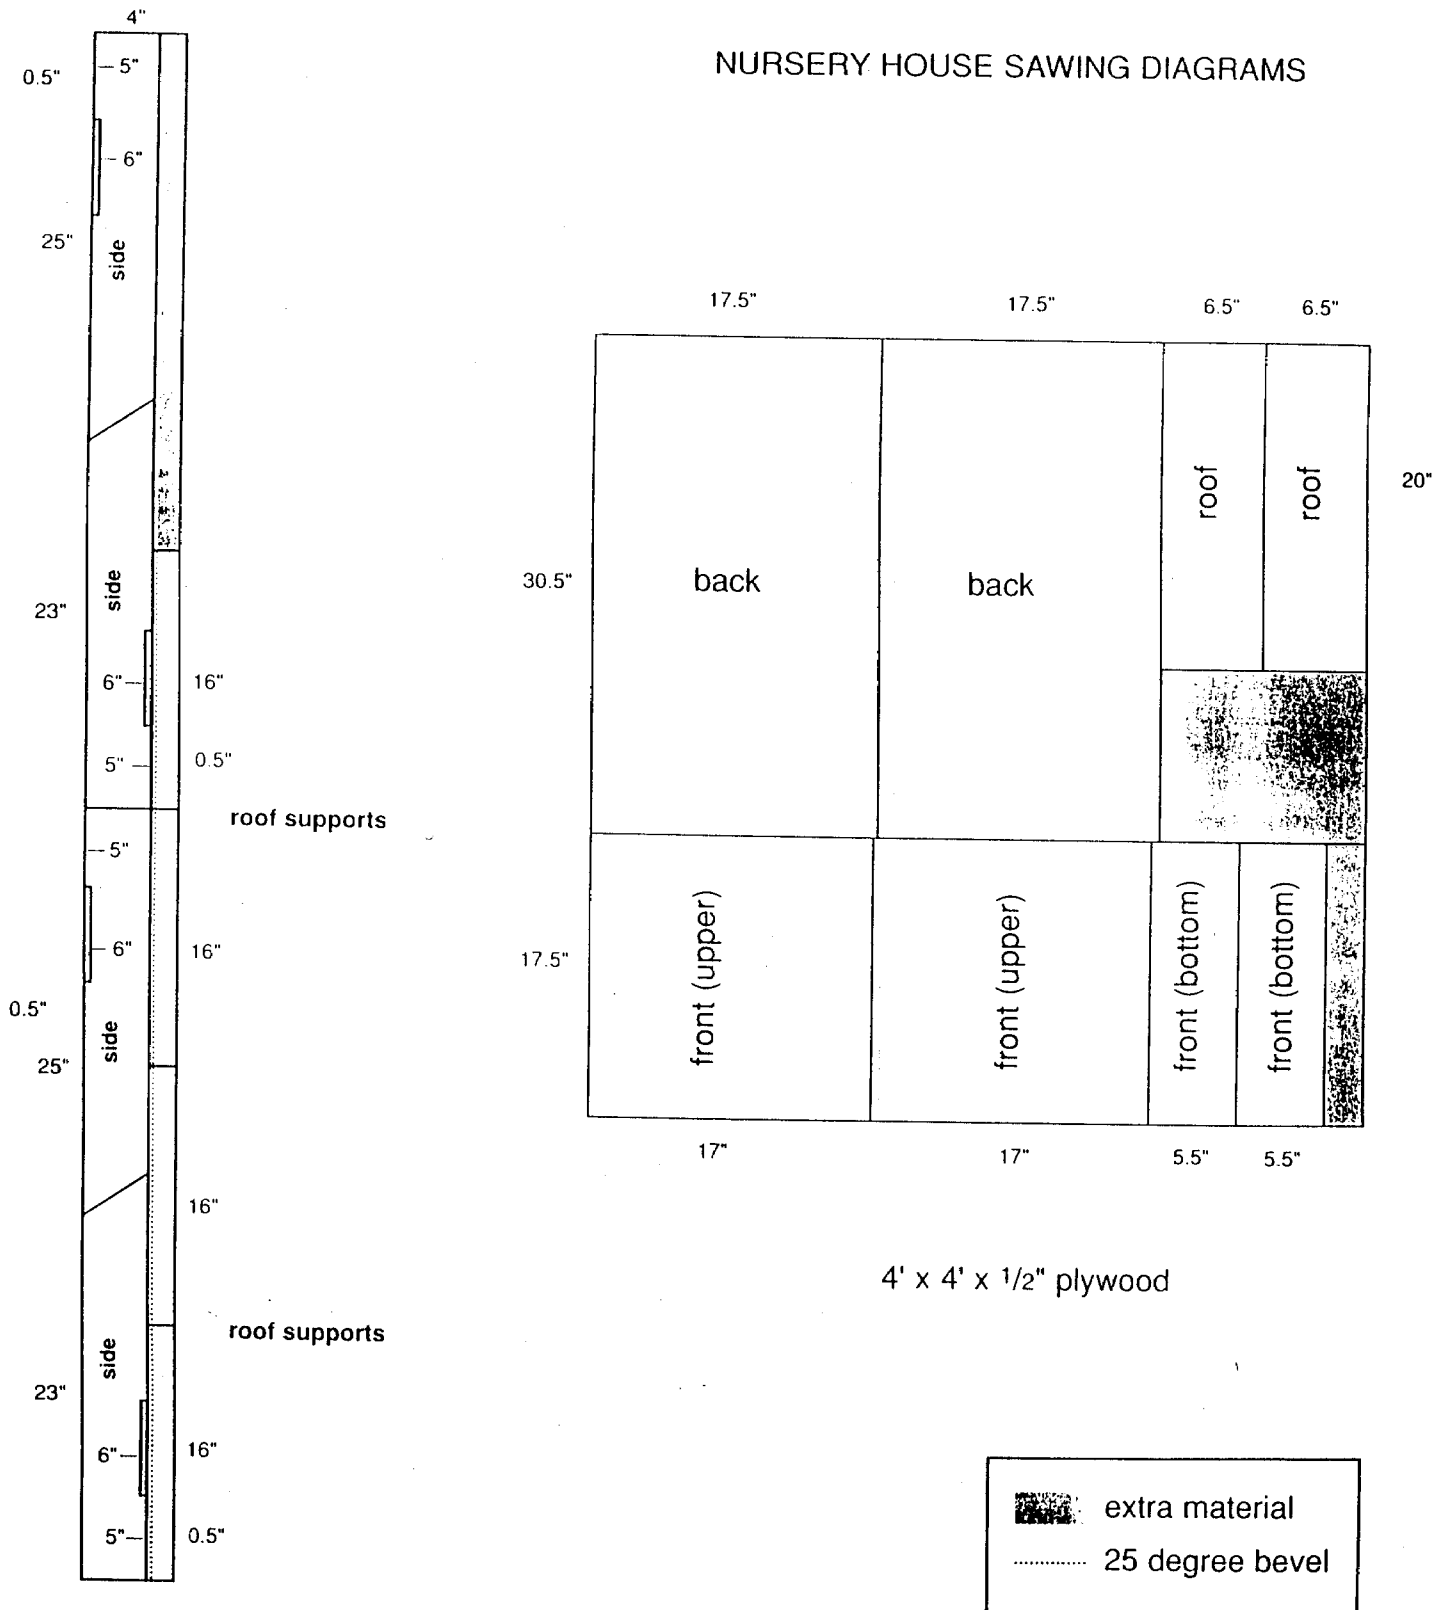 4"
NURSERY HOUSE SAWING DIAGRAMS
0.5"
5"
6"
25"
side
17.5"
17.5"
6.5"
6.5"
roof
roof
20"
30.5"
back
back
side
23"
6"
16"
5"
0.5"
roof supports
5"
6"
16"
0.5"
side
25"
17.5"
front (upper)
front (upper)
front (bottom)
front (bottom)
17"
17"
5.5"
5.5"
16"
4' x 4' x 1/2" plywood
roof supports
side
23"
6"
16"
5"
0.5"
extra material
25 degree bevel